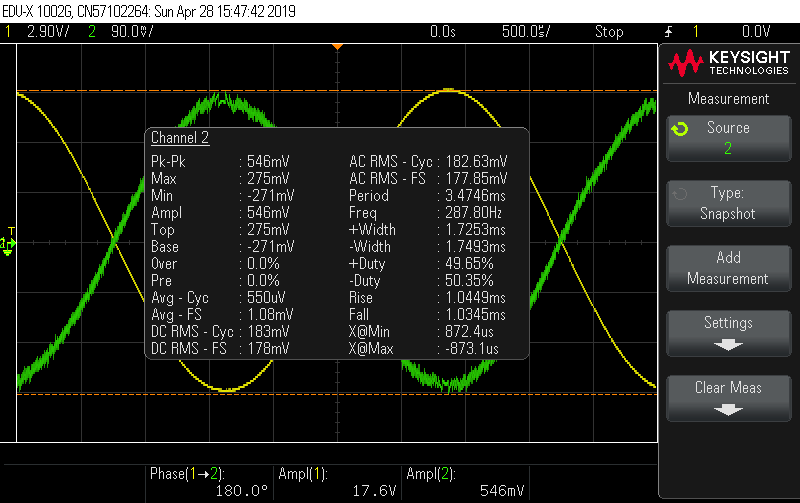 EDU-X 1002G, CN57102264: Sun Apr 28 15:47:42 2019
1 2.90V/ 2 90.0V/ 0.0s 500.0s/ Stop 1 0.0V
KEYSIGHT
TECHNOLOGIES
Measurement
Source
2
Type:
Snapshot
Add
Measurement
Settings
Clear Meas
T
Channel 2
Pk-Pk : 546mV AC RMS - Cyc : 182.63mV
Max : 275mV AC RMS - FS : 177.85mV
Min : -271mV Period : 3.4746ms
Ampl : 546mV Freq : 287.80Hz
Top : 275mV +Width : 1.7253ms
Base : -271mV -Width : 1.7493ms
Over : 0.0% +Duty : 49.65%
Pre : 0.0% -Duty : 50.35%
Avg - Cyc : 550uV Rise : 1.0449ms
Avg - FS : 1.08mV Fall : 1.0345ms
DC RMS - Cyc : 183mV X@Min : 872.4us
DC RMS - FS : 178mV X@Max : -873.1us
Phase(1→2): Ampl(1): Ampl(2):
180.0° 17.6V 546mV